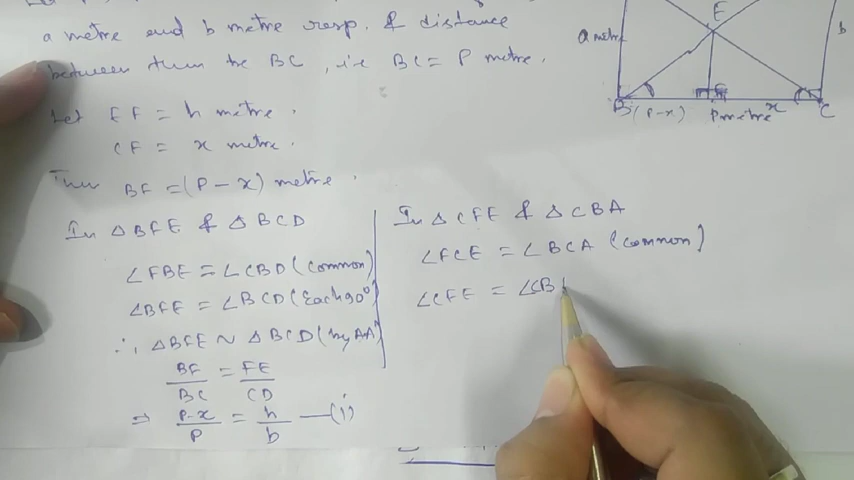 a metre and b metre resp. & distance
between them be BC, i.e BC = P metre.
Let EF = h metre.
CF = x metre.
Then BF = (P-x) metre.
In △BFE & △BCD
∠FBE = ∠CBD (common)
∠BFE = ∠BCD (Each 90°)
∴, △BFE ~ △BCD (by AA)
BF/BC = FE/CD
⇒ P-x/P = h/b —(i)
In △CFE & △CBA
∠FCE = ∠BCA (common)
∠CFE = ∠CB
E
a metre
b
B
F
C
(P-x)
P metre
x